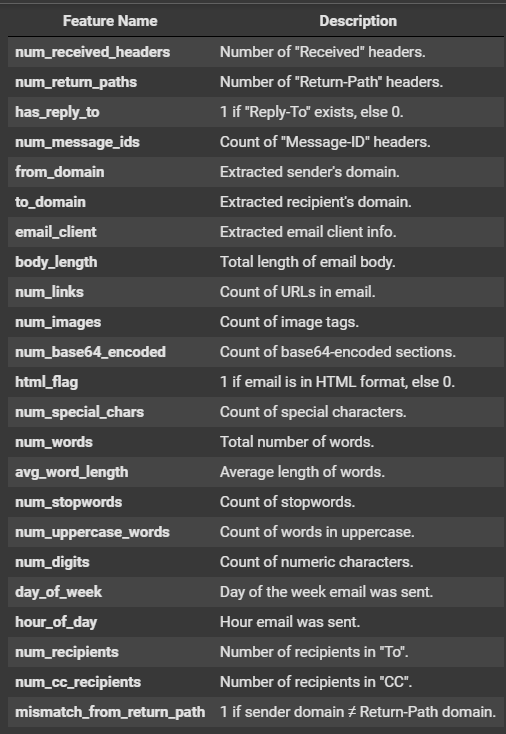 Feature Name Description
num_received_headers Number of "Received" headers.
num_return_paths Number of "Return-Path" headers.
has_reply_to 1 if "Reply-To" exists, else 0.
num_message_ids Count of "Message-ID" headers.
from_domain Extracted sender's domain.
to_domain Extracted recipient's domain.
email_client Extracted email client info.
body_length Total length of email body.
num_links Count of URLs in email.
num_images Count of image tags.
num_base64_encoded Count of base64-encoded sections.
html_flag 1 if email is in HTML format, else 0.
num_special_chars Count of special characters.
num_words Total number of words.
avg_word_length Average length of words.
num_stopwords Count of stopwords.
num_uppercase_words Count of words in uppercase.
num_digits Count of numeric characters.
day_of_week Day of the week email was sent.
hour_of_day Hour email was sent.
num_recipients Number of recipients in "To".
num_cc_recipients Number of recipients in "CC".
mismatch_from_return_path 1 if sender domain ≠ Return-Path domain.